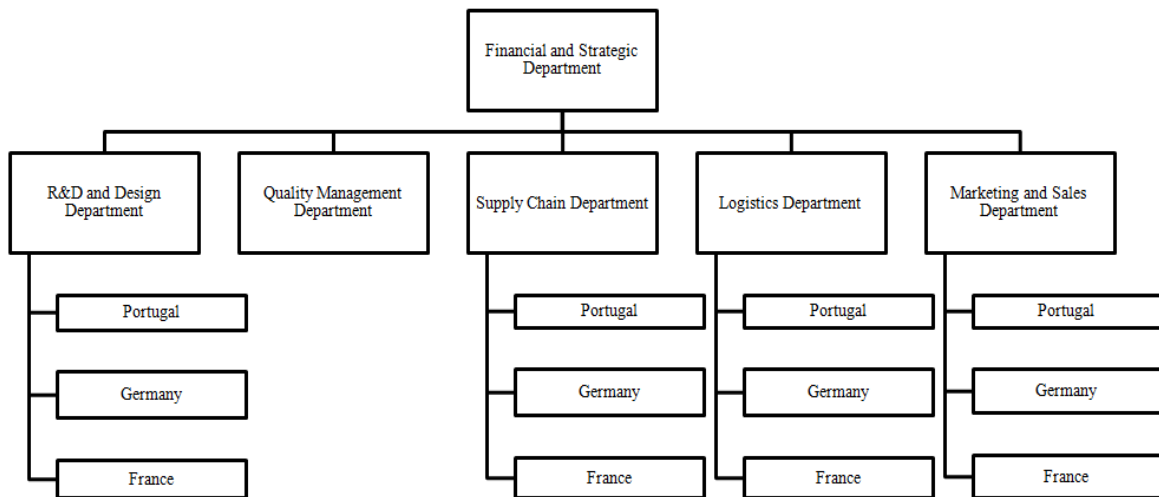 Financial and Strategic
Department
R&D and Design
Department
Quality Management
Department
Supply Chain Department
Logistics Department
Marketing and Sales
Department
Portugal
Germany
France
Portugal
Germany
France
Portugal
Germany
France
Portugal
Germany
France